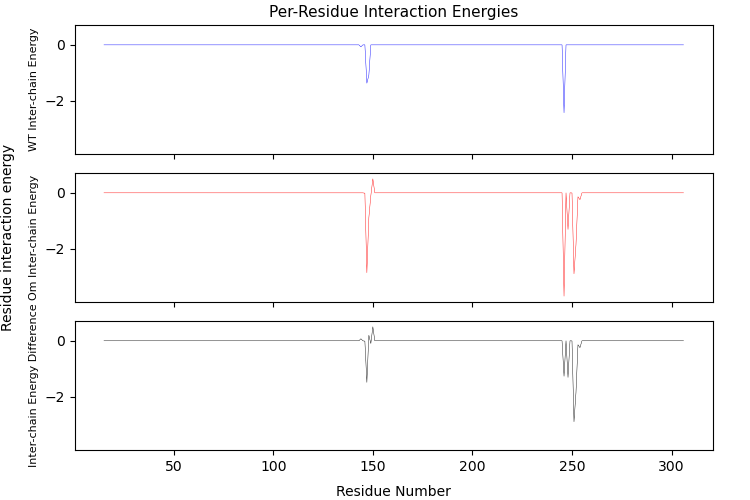 Per-Residue Interaction Energies
Residue interaction energy
WT Inter-chain Energy
0
−2
Om Inter-chain Energy
0
−2
Inter-chain Energy Difference
0
−2
50
100
150
200
250
300
Residue Number